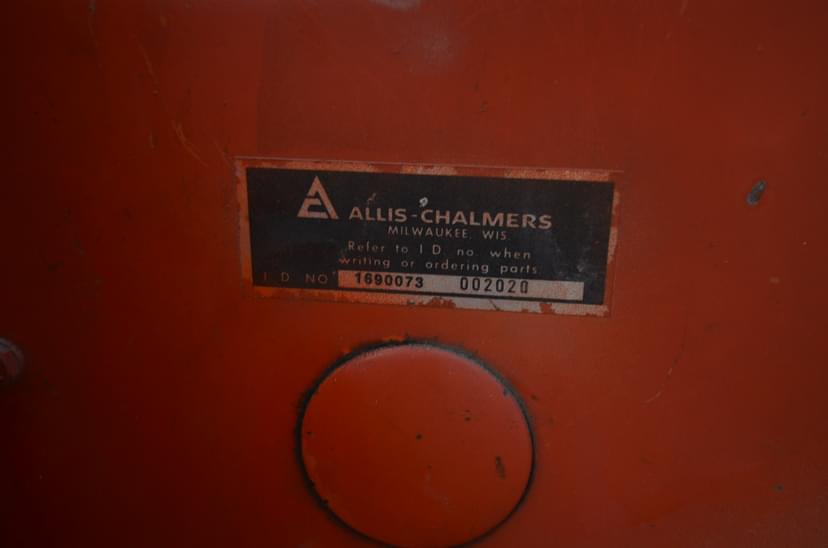 ALLIS-CHALMERS
MILWAUKEE. WIS.
Refer to I D. no. when
writing or ordering parts
I. D. NO. 1690073 002020